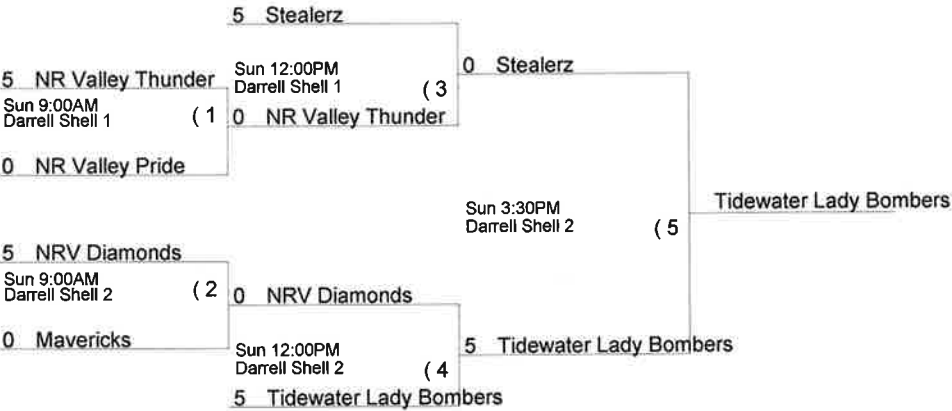 5 Stealerz
5 NR Valley Thunder
Sun 12:00PM
Darrell Shell 1
( 3
0 Stealerz
Sun 9:00AM
Darrell Shell 1
( 1
0 NR Valley Thunder
0 NR Valley Pride
Sun 3:30PM
Darrell Shell 2
( 5
Tidewater Lady Bombers
5 NRV Diamonds
Sun 9:00AM
Darrell Shell 2
( 2
0 NRV Diamonds
0 Mavericks
Sun 12:00PM
Darrell Shell 2
( 4
5 Tidewater Lady Bombers
5 Tidewater Lady Bombers